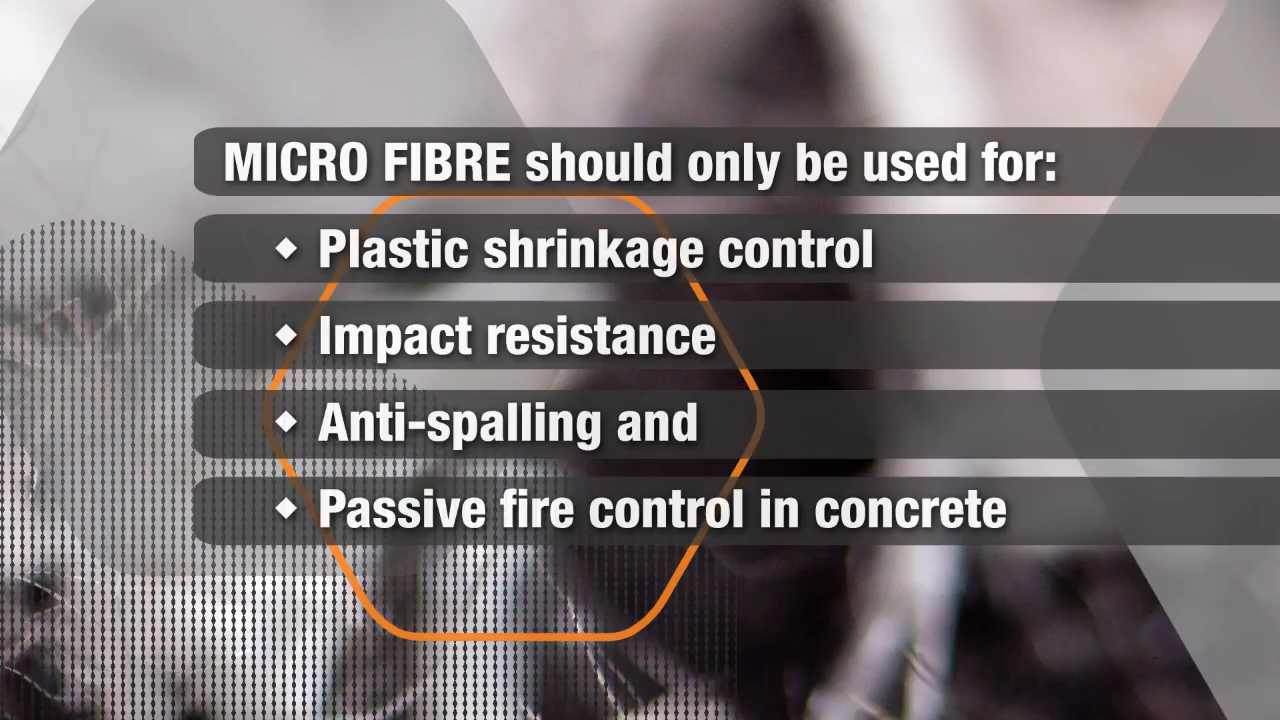 MICRO FIBRE should only be used for:
◆ Plastic shrinkage control
◆ Impact resistance
◆ Anti-spalling and
◆ Passive fire control in concrete